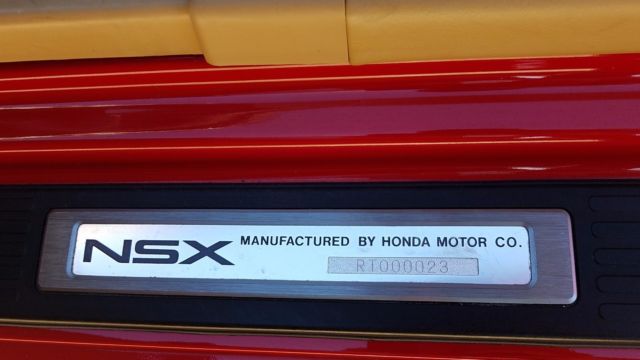 NSX MANUFACTURED BY HONDA MOTOR CO.
RT000023